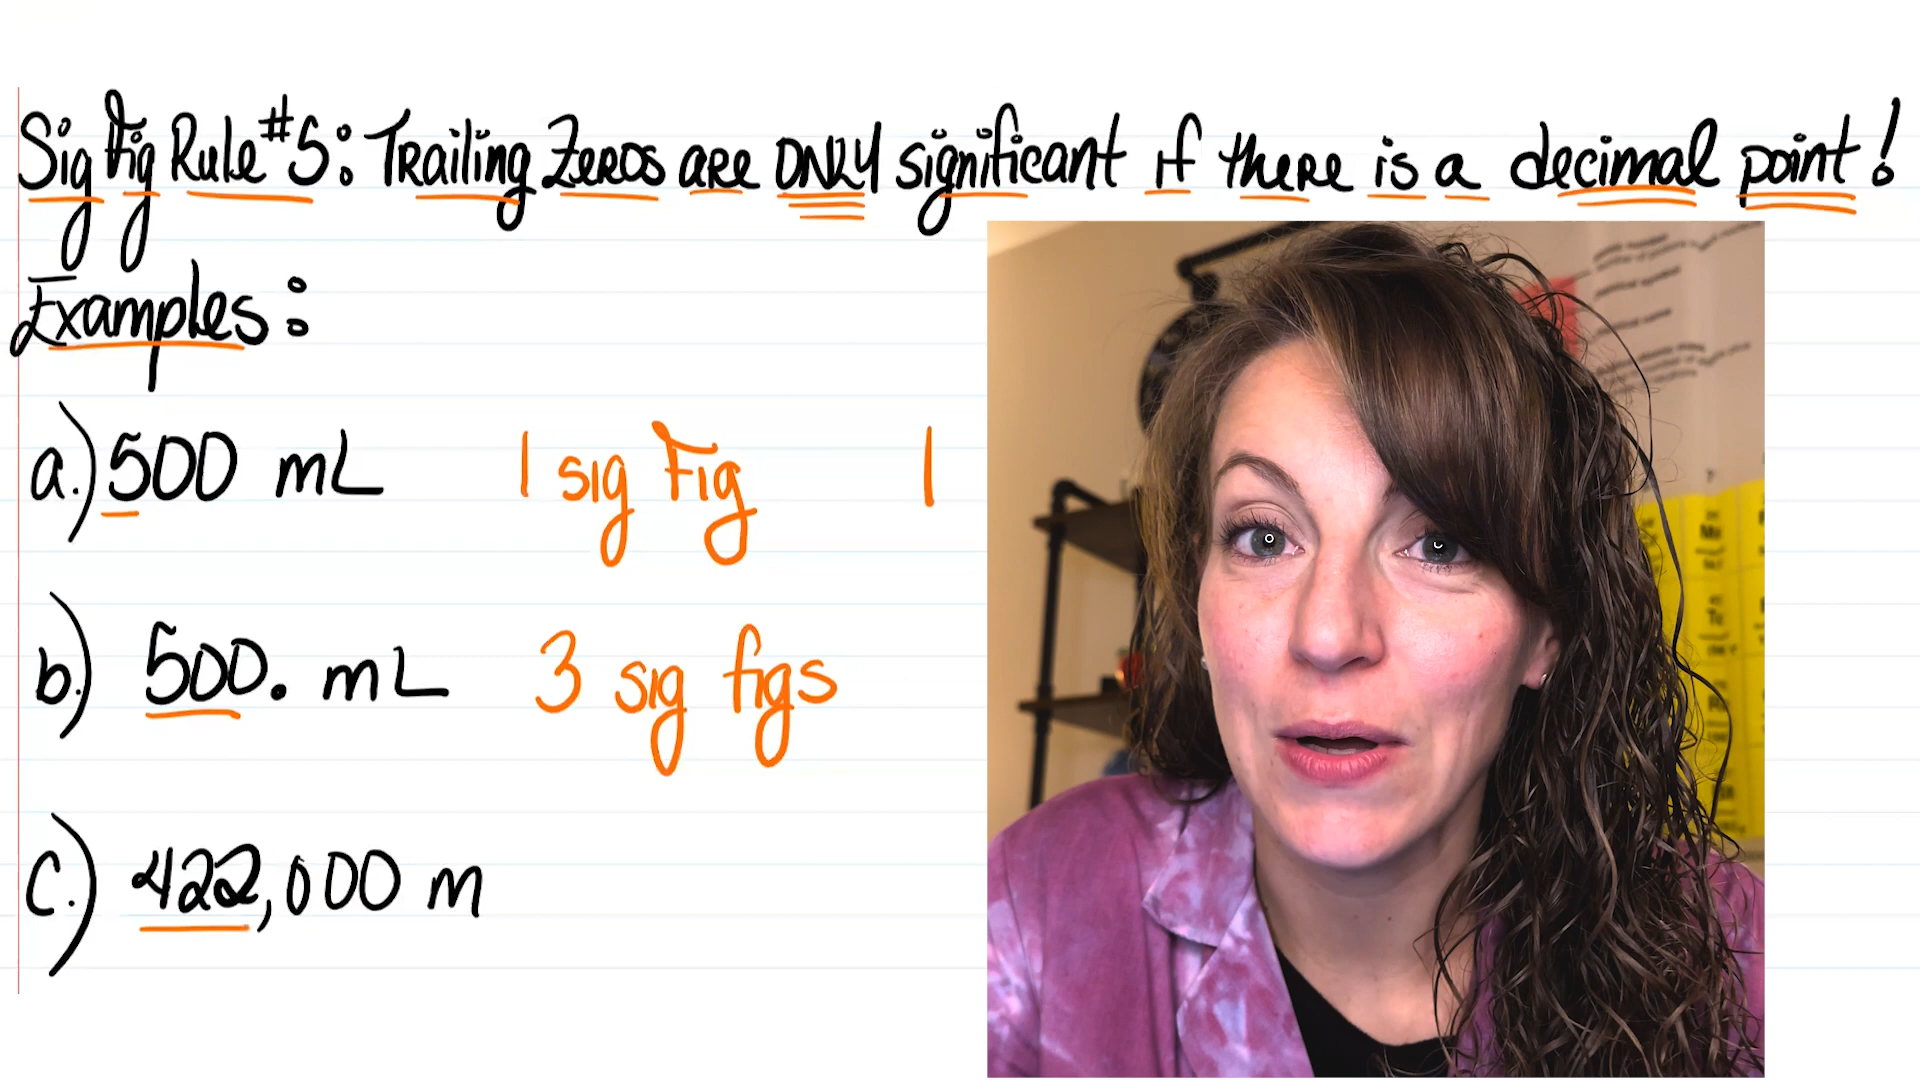 Sig Fig Rule #5: Trailing Zeros are ONLY significant if there is a decimal point!
Examples:
a.) 500 mL 1 sig Fig 1
b.) 500. mL 3 sig figs
c.) 422,000 m